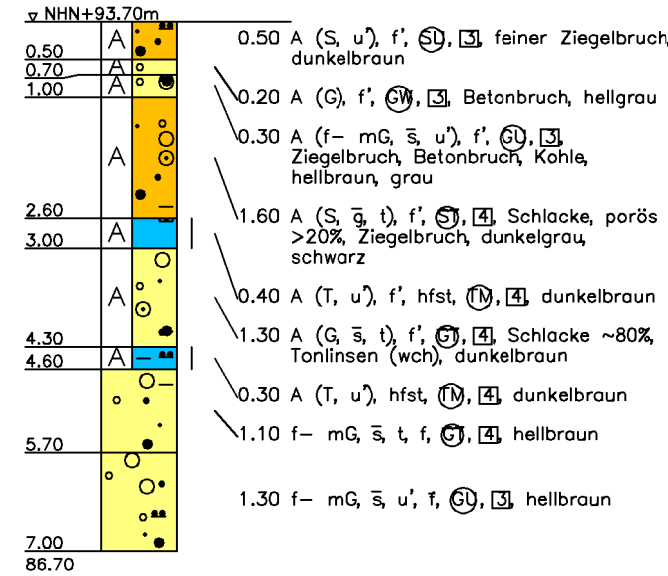 ▽ NHN+93.70m
A
0.50
0.50 A (S, u'), f', SU, 3, feiner Ziegelbruch,
dunkelbraun
A
0.70
A
1.00
0.20 A (G), f', GW, 3, Betonbruch, hellgrau
0.30 A (f- mG, s̅, u'), f', GU, 3,
Ziegelbruch, Betonbruch, Kohle,
hellbraun, grau
A
2.60
1.60 A (S, g̅, t), f', ST, 4, Schlacke, porös
>20%, Ziegelbruch, dunkelgrau,
schwarz
A
3.00
0.40 A (T, u'), f', hfst, TM, 4, dunkelbraun
A
4.30
1.30 A (G, s̅, t), f', GT, 4, Schlacke ~80%,
Tonlinsen (wch), dunkelbraun
A
4.60
0.30 A (T, u'), hfst, TM, 4, dunkelbraun
1.10 f- mG, s̅, t, f, GT, 4, hellbraun
5.70
1.30 f- mG, s̅, u', f̅, GU, 3, hellbraun
7.00
86.70